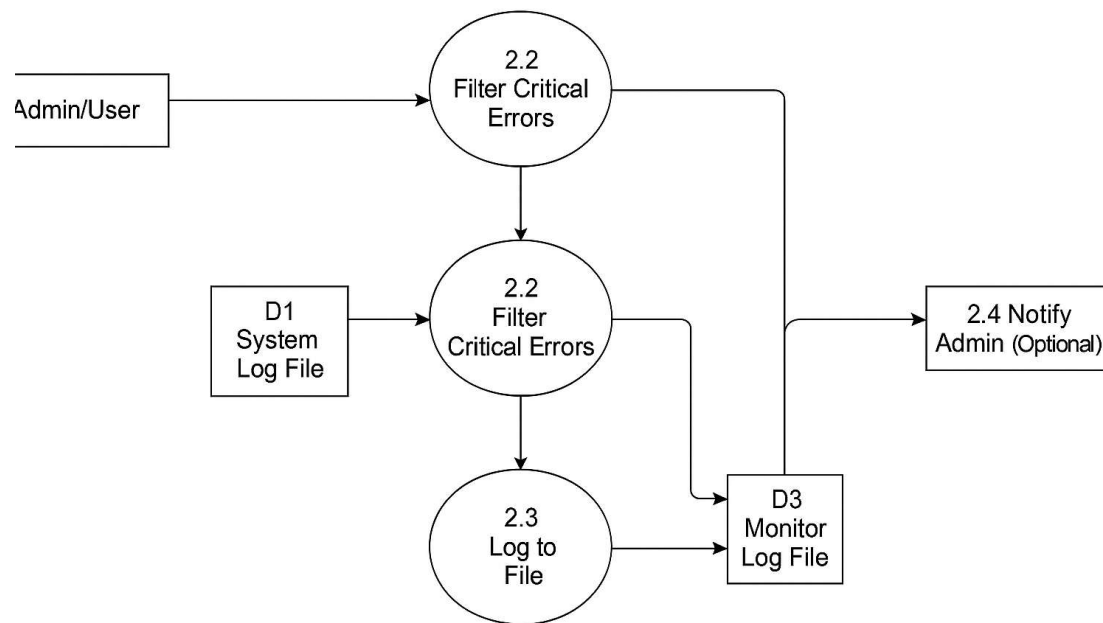 2.2
Filter Critical
Errors
Admin/User
2.2
Filter
Critical Errors
D1
System
Log File
2.4 Notify
Admin (Optional)
2.3
Log to
File
D3
Monitor
Log File